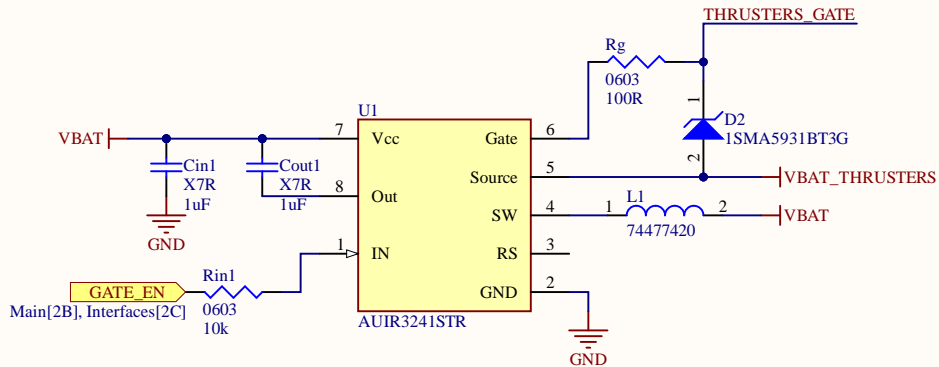 THRUSTERS_GATE
Rg
0603
100R
1
D2
1SMA5931BT3G
2
U1
VBAT
7
Vcc
Gate
6
Cin1
X7R
1uF
GND
Cout1
X7R
1uF
8
Out
Source
5
VBAT_THRUSTERS
SW
4
1
L1
2
74477420
VBAT
1
IN
RS
3
GATE_EN
Main[2B], Interfaces[2C]
Rin1
0603
10k
GND
2
AUIR3241STR
GND